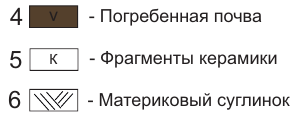 4 v - Погребенная почва
5 к - Фрагменты керамики
6 - Материковый суглинок